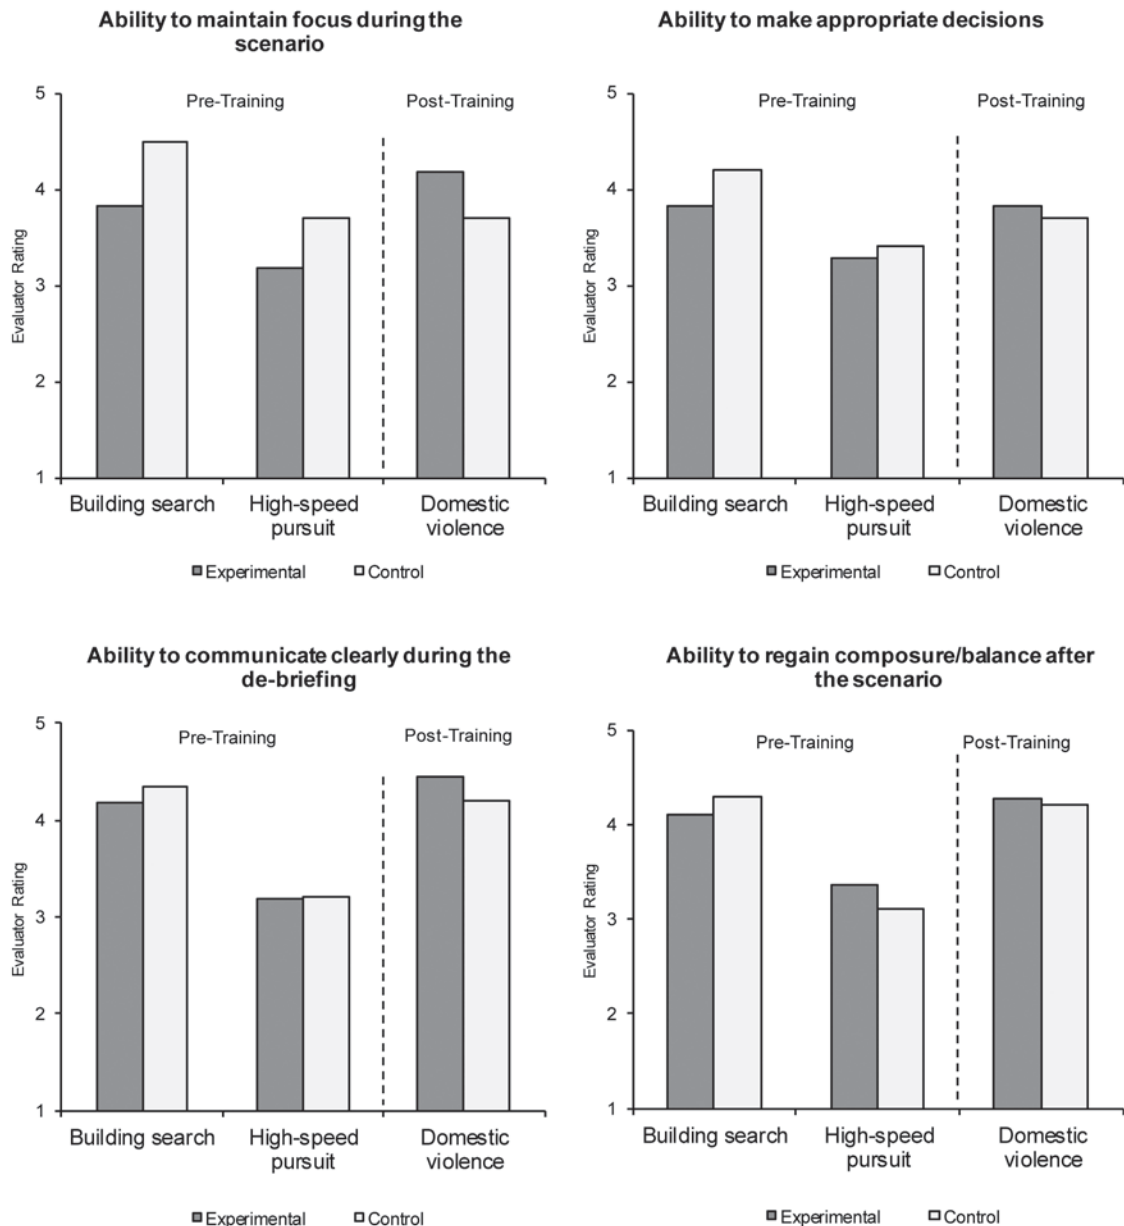 Ability to maintain focus during the
scenario
Pre-Training
Post-Training
5
4
3
2
1
Evaluator Rating
Building search
High-speed
pursuit
Domestic
violence
Experimental
Control
Ability to make appropriate decisions
Pre-Training
Post-Training
5
4
3
2
1
Evaluator Rating
Building search
High-speed
pursuit
Domestic
violence
Experimental
Control
Ability to communicate clearly during the
de-briefing
Pre-Training
Post-Training
5
4
3
2
1
Evaluator Rating
Building search
High-speed
pursuit
Domestic
violence
Experimental
Control
Ability to regain composure/balance after
the scenario
Pre-Training
Post-Training
5
4
3
2
1
Evaluator Rating
Building search
High-speed
pursuit
Domestic
violence
Experimental
Control